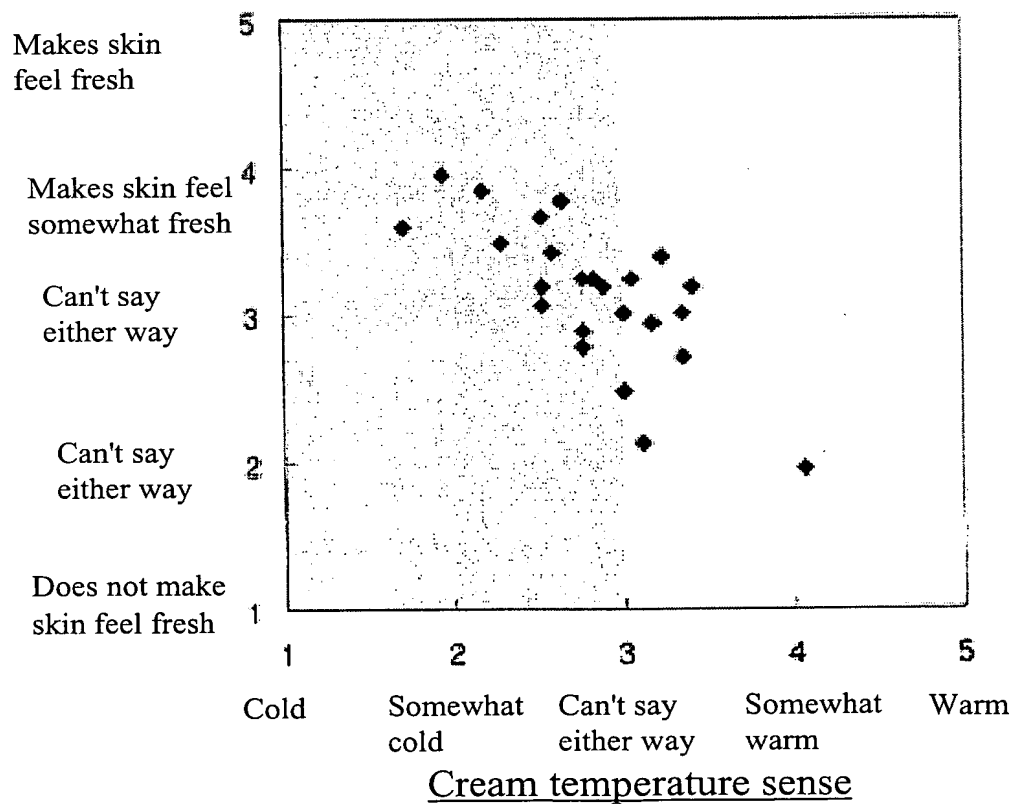 5
Makes skin
feel fresh
4
Makes skin feel
somewhat fresh
Can't say
either way
3
Can't say
either way
2
Does not make
skin feel fresh
1
1 2 3 4 5
Cold Somewhat cold Can't say either way Somewhat warm Warm
Cream temperature sense